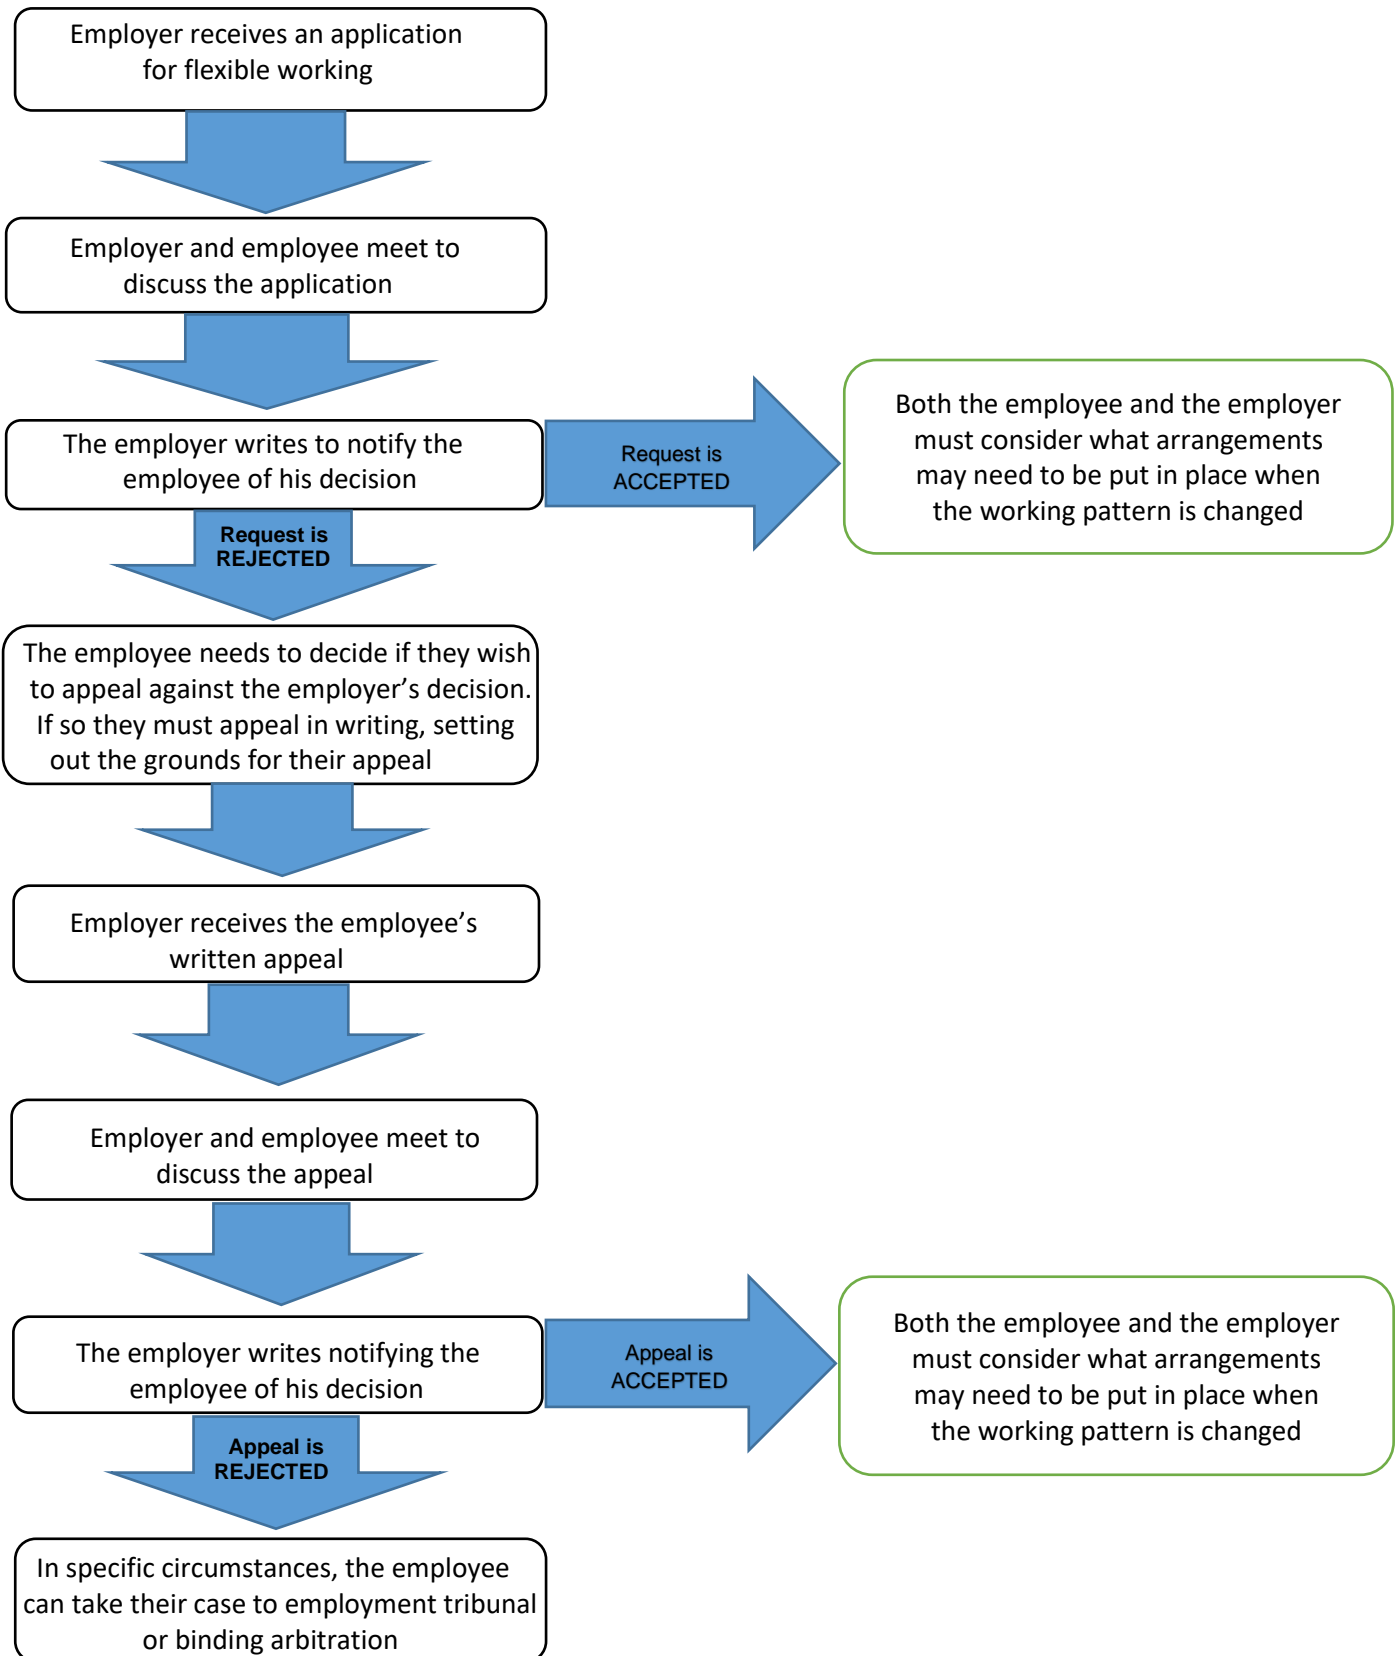 Employer receives an application
for flexible working
Employer and employee meet to
discuss the application
The employer writes to notify the
employee of his decision
Request is
ACCEPTED
Both the employee and the employer
must consider what arrangements
may need to be put in place when
the working pattern is changed
Request is
REJECTED
The employee needs to decide if they wish
to appeal against the employer’s decision.
If so they must appeal in writing, setting
out the grounds for their appeal
Employer receives the employee’s
written appeal
Employer and employee meet to
discuss the appeal
The employer writes notifying the
employee of his decision
Appeal is
ACCEPTED
Both the employee and the employer
must consider what arrangements
may need to be put in place when
the working pattern is changed
Appeal is
REJECTED
In specific circumstances, the employee
can take their case to employment tribunal
or binding arbitration